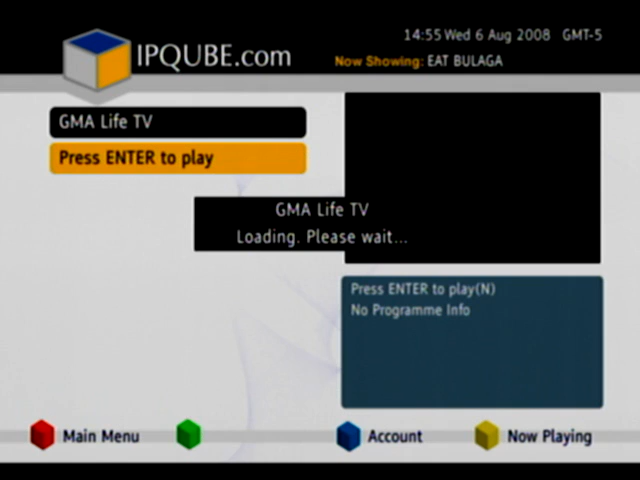 IPQUBE.com
14:55 Wed 6 Aug 2008 GMT-5
Now Showing: EAT BULAGA
GMA Life TV
Press ENTER to play
GMA Life TV
Loading. Please wait...
Press ENTER to play(N)
No Programme Info
Main Menu
Account
Now Playing